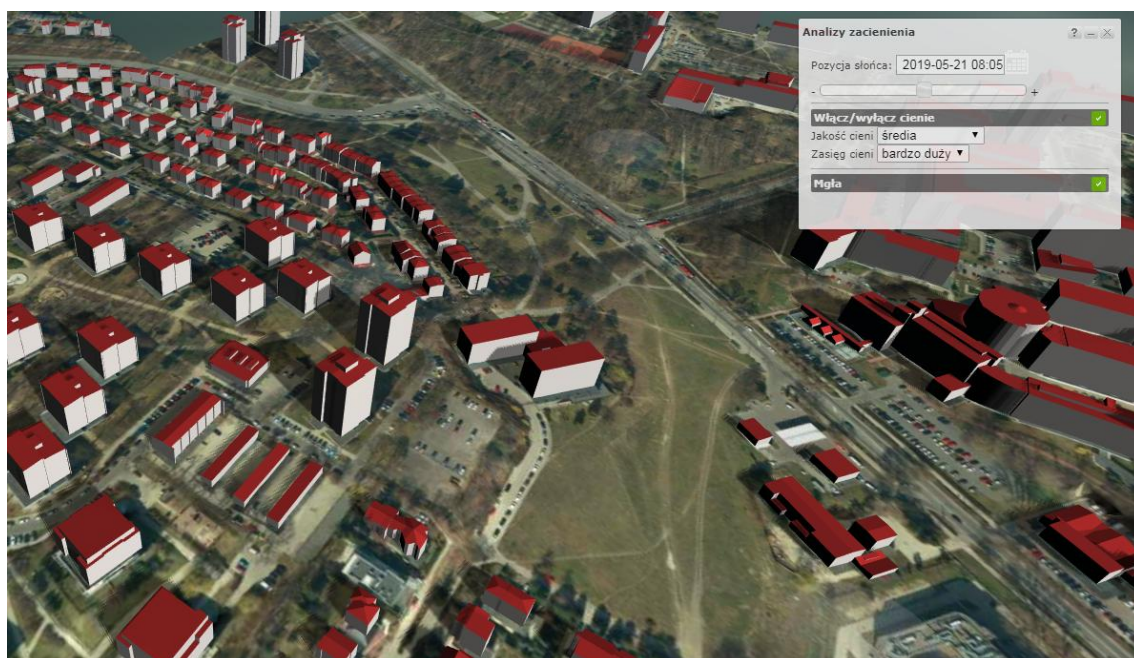 Analizy zacienienia ? – ×
Pozycja słońca: 2019-05-21 08:05
- +
Włącz/wyłącz cienie
Jakość cieni średia
Zasięg cieni bardzo duży
Mgła